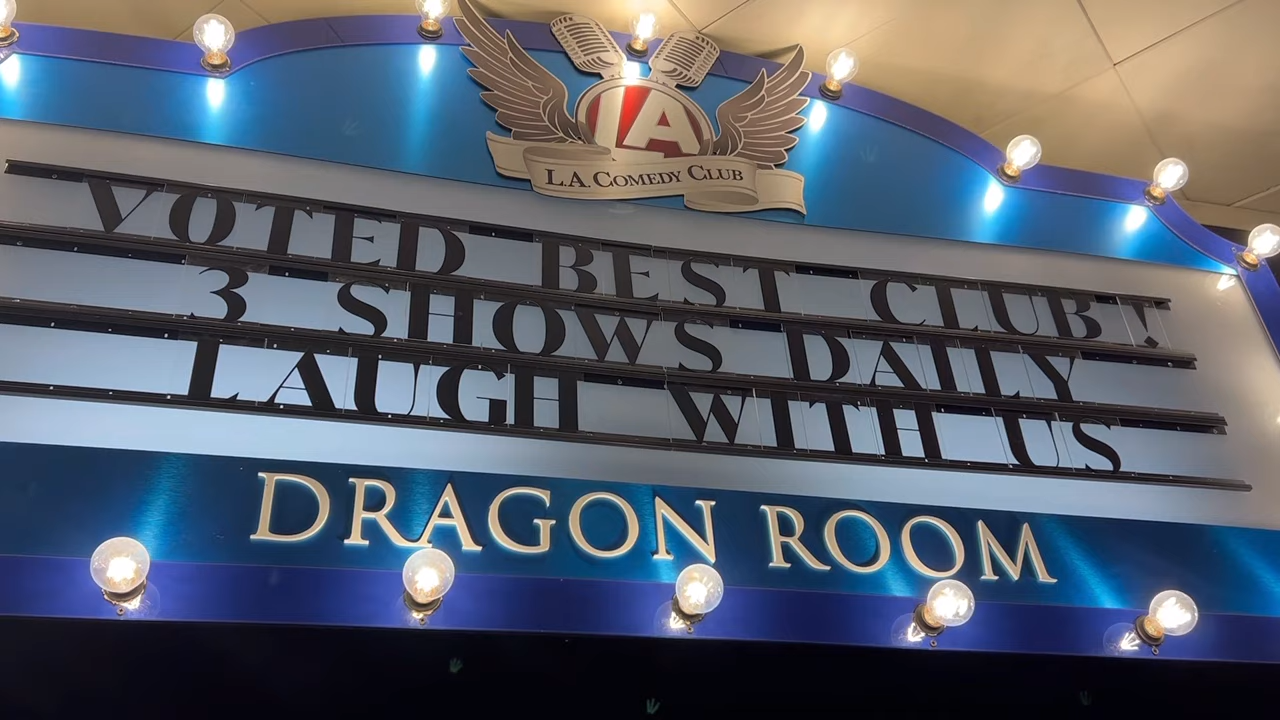 LA
L.A. COMEDY CLUB
VOTED BEST CLUB!
3 SHOWS DAILY
LAUGH WITH US
DRAGON ROOM